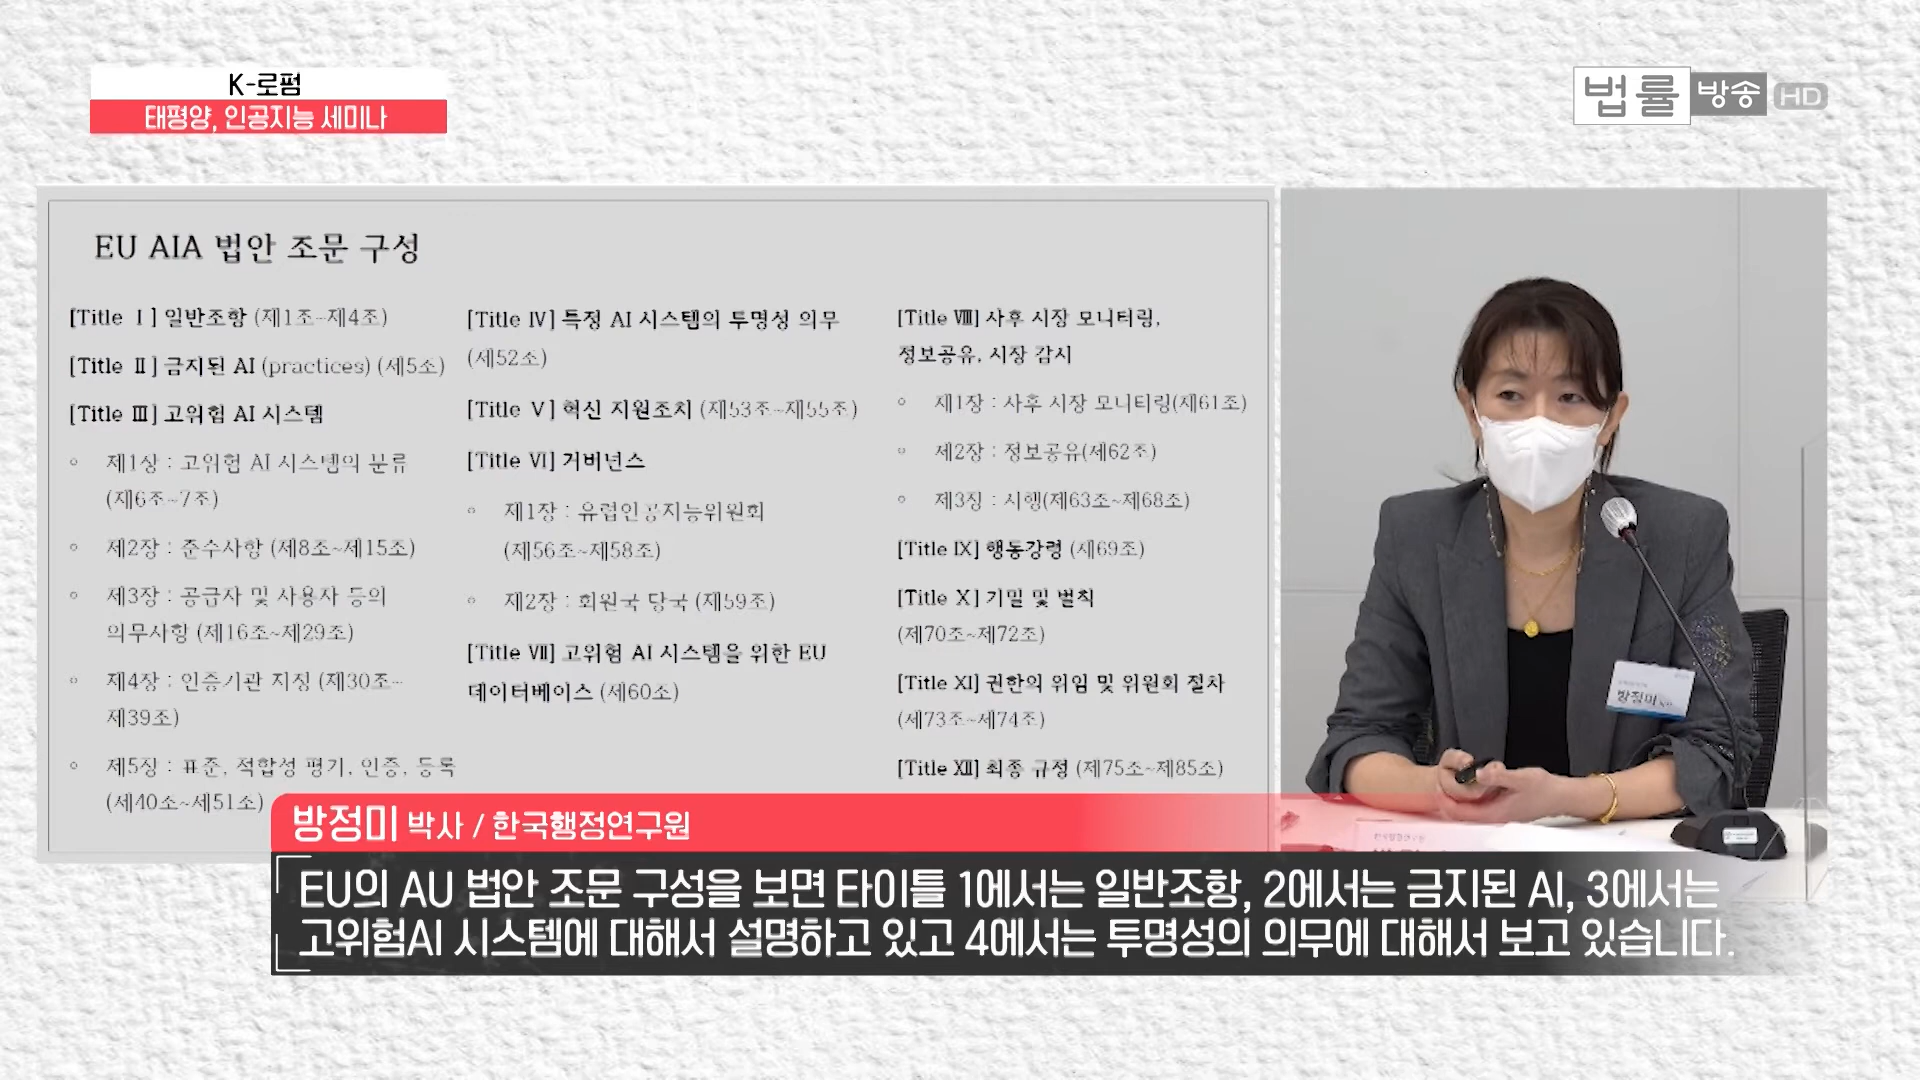 K-로펌
태평양, 인공지능 세미나
법률방송 HD
EU AIA 법안 조문 구성
[Title Ⅰ] 일반조항 (제1조~제4조)
[Title Ⅱ] 금지된 AI (practices) (제5조)
[Title Ⅲ] 고위험 AI 시스템
◦ 제1장 : 고위험 AI 시스템의 분류
(제6조~7조)
◦ 제2장 : 준수사항 (제8조~제15조)
◦ 제3장 : 공급자 및 사용자 등의
의무사항 (제16조~제29조)
◦ 제4장 : 인증기관 지정 (제30조~
제39조)
◦ 제5장 : 표준, 적합성 평가, 인증, 등록
(제40조~제51조)
[Title Ⅳ] 특정 AI 시스템의 투명성 의무
(제52조)
[Title Ⅴ] 혁신 지원조치 (제53조~제55조)
[Title Ⅵ] 거버넌스
◦ 제1장 : 유럽인공지능위원회
(제56조~제58조)
◦ 제2장 : 회원국 당국 (제59조)
[Title Ⅶ] 고위험 AI 시스템을 위한 EU
데이터베이스 (제60조)
[Title Ⅷ] 사후 시장 모니터링,
정보공유, 시장 감시
◦ 제1장 : 사후 시장 모니터링(제61조)
◦ 제2장 : 정보공유(제62조)
◦ 제3장 : 시행(제63조~제68조)
[Title Ⅸ] 행동강령 (제69조)
[Title Ⅹ] 기밀 및 벌칙
(제70조~제72조)
[Title Ⅺ] 권한의 위임 및 위원회 절차
(제73조~제74조)
[Title Ⅻ] 최종 규정 (제75조~제85조)
방정미
방정미 박사 / 한국행정연구원
EU의 AU 법안 조문 구성을 보면 타이틀 1에서는 일반조항, 2에서는 금지된 AI, 3에서는
고위험AI 시스템에 대해서 설명하고 있고 4에서는 투명성의 의무에 대해서 보고 있습니다.